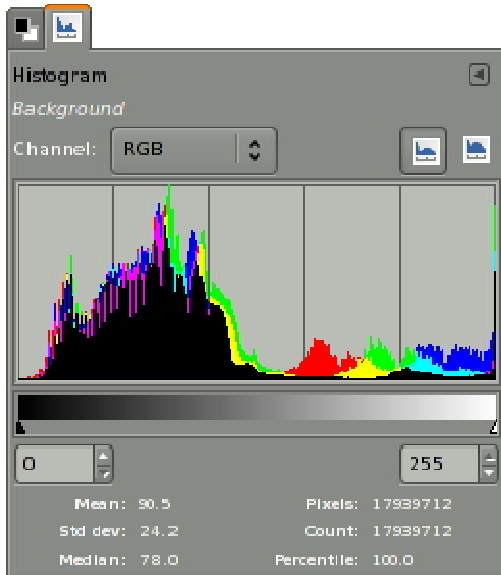 Histogram
Background
Channel: RGB
0 255
Mean: 90.5 Pixels: 17939712
Std dev: 24.2 Count: 17939712
Median: 78.0 Percentile: 100.0